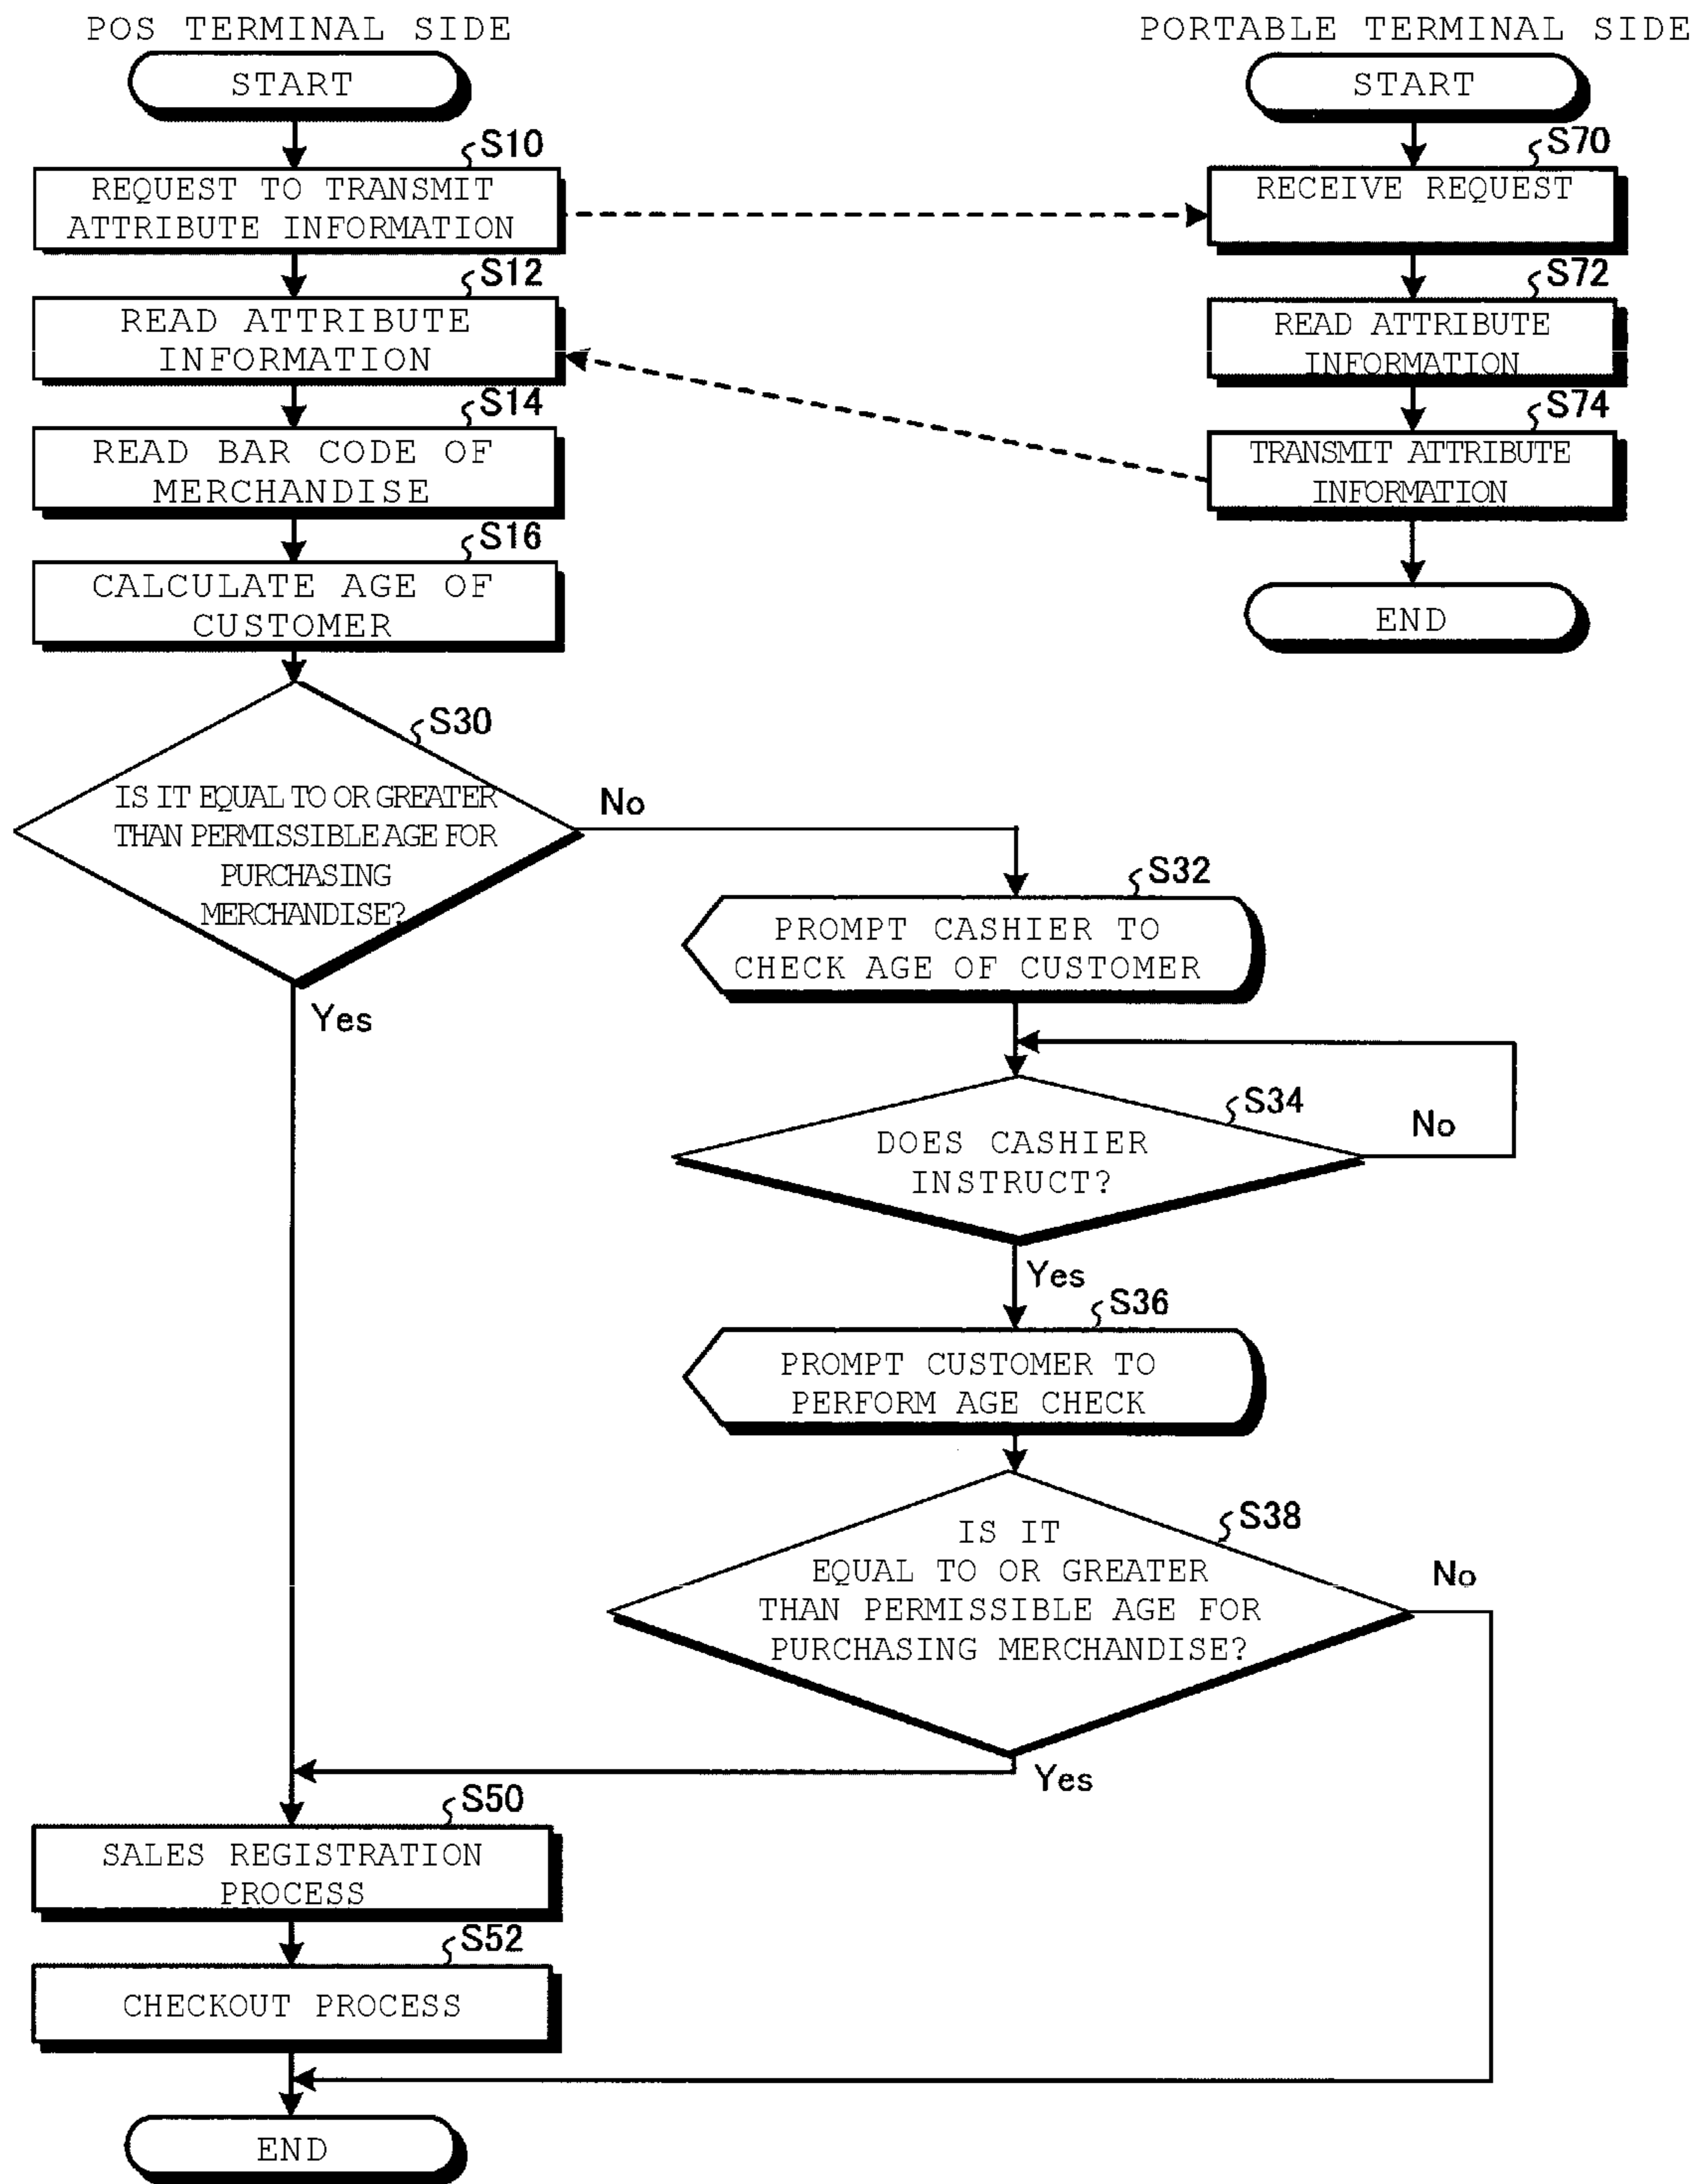 POS TERMINAL SIDE
START
S10
REQUEST TO TRANSMIT
ATTRIBUTE INFORMATION
S12
READ ATTRIBUTE
INFORMATION
S14
READ BAR CODE OF
MERCHANDISE
S16
CALCULATE AGE OF
CUSTOMER
S30
IS IT EQUAL TO OR GREATER
THAN PERMISSIBLE AGE FOR
PURCHASING
MERCHANDISE?
No
Yes
PORTABLE TERMINAL SIDE
START
S70
RECEIVE REQUEST
S72
READ ATTRIBUTE
INFORMATION
S74
TRANSMIT ATTRIBUTE
INFORMATION
END
S32
PROMPT CASHIER TO
CHECK AGE OF CUSTOMER
S34
DOES CASHIER
INSTRUCT?
No
Yes
S36
PROMPT CUSTOMER TO
PERFORM AGE CHECK
S38
IS IT
EQUAL TO OR GREATER
THAN PERMISSIBLE AGE FOR
PURCHASING MERCHANDISE?
No
Yes
S50
SALES REGISTRATION
PROCESS
S52
CHECKOUT PROCESS
END